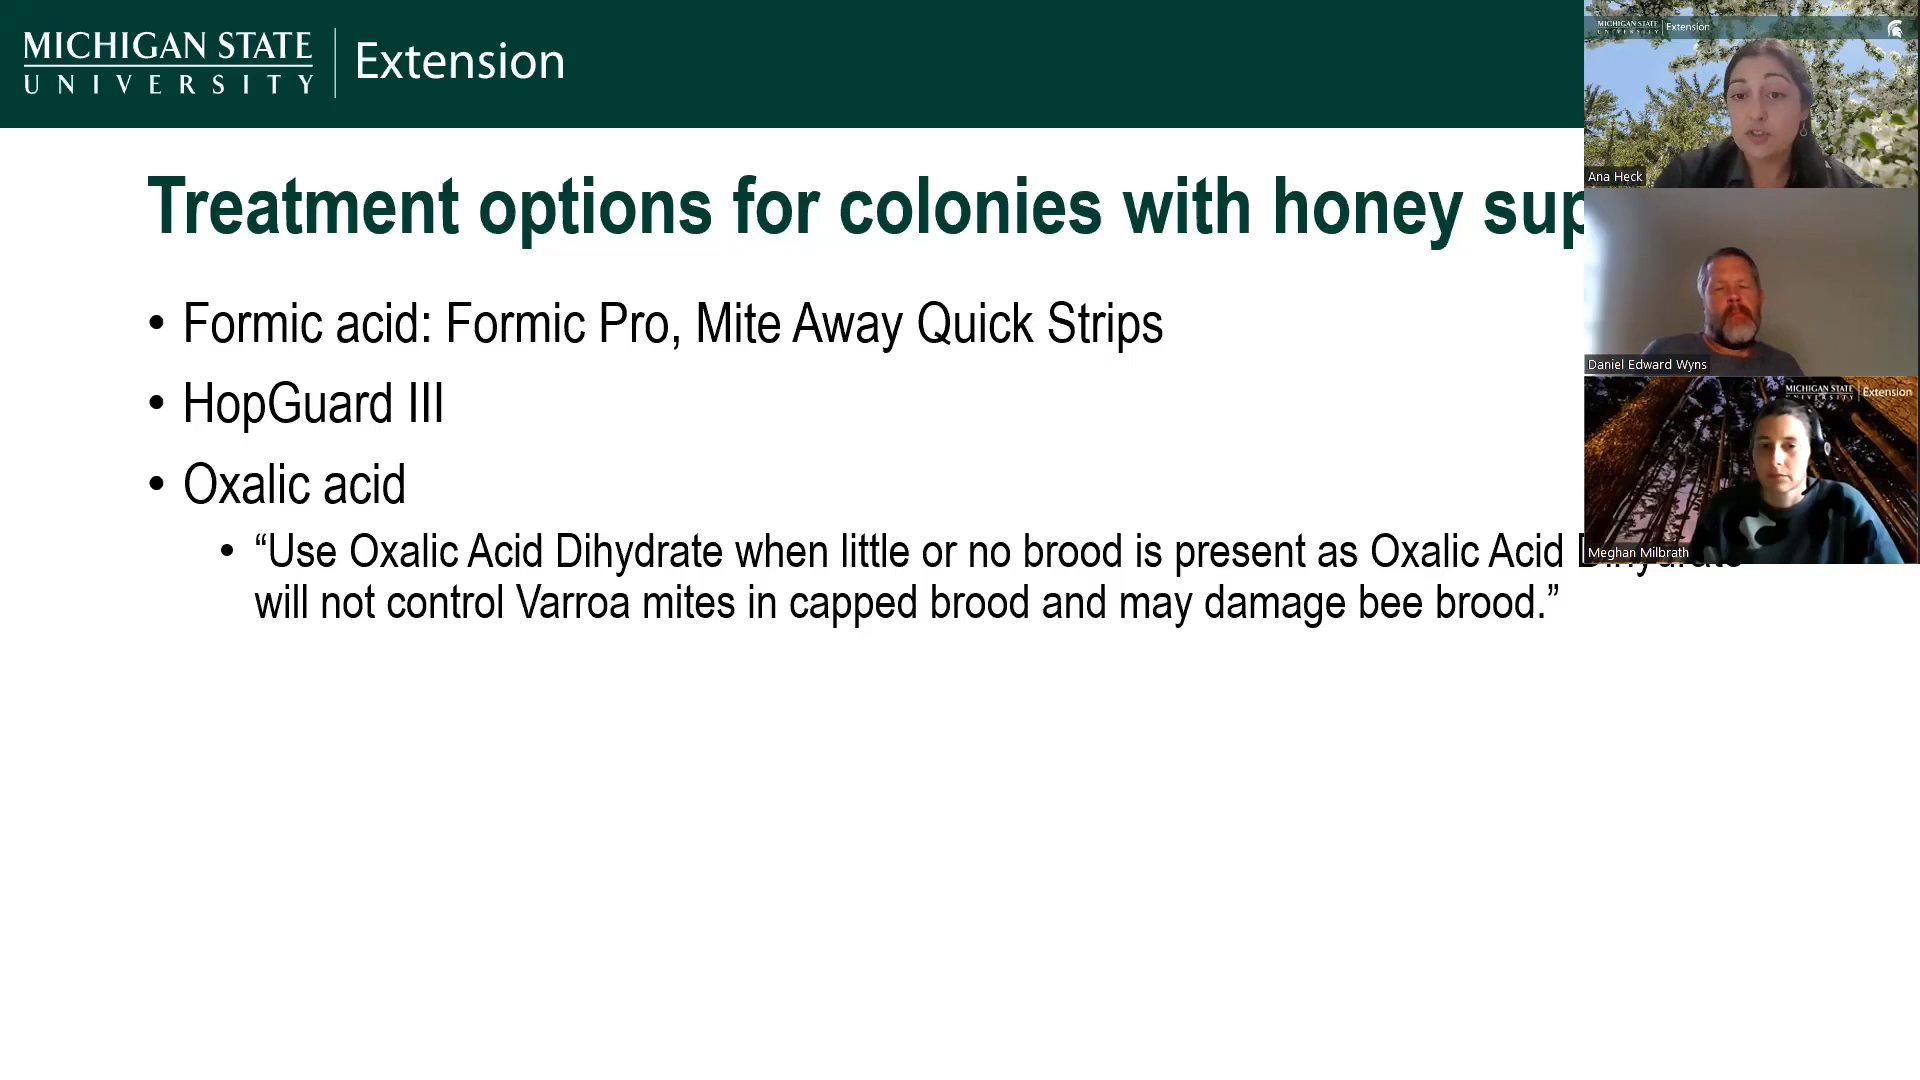 MICHIGAN STATE
UNIVERSITY
Extension
Treatment options for colonies with honey sup
• Formic acid: Formic Pro, Mite Away Quick Strips
• HopGuard III
• Oxalic acid
• “Use Oxalic Acid Dihydrate when little or no brood is present as Oxalic Acid Dihydrate
will not control Varroa mites in capped brood and may damage bee brood.”
MICHIGAN STATE
UNIVERSITY
Extension
Ana Heck
Daniel Edward Wyns
MICHIGAN STATE
UNIVERSITY
Extension
Meghan Milbrath